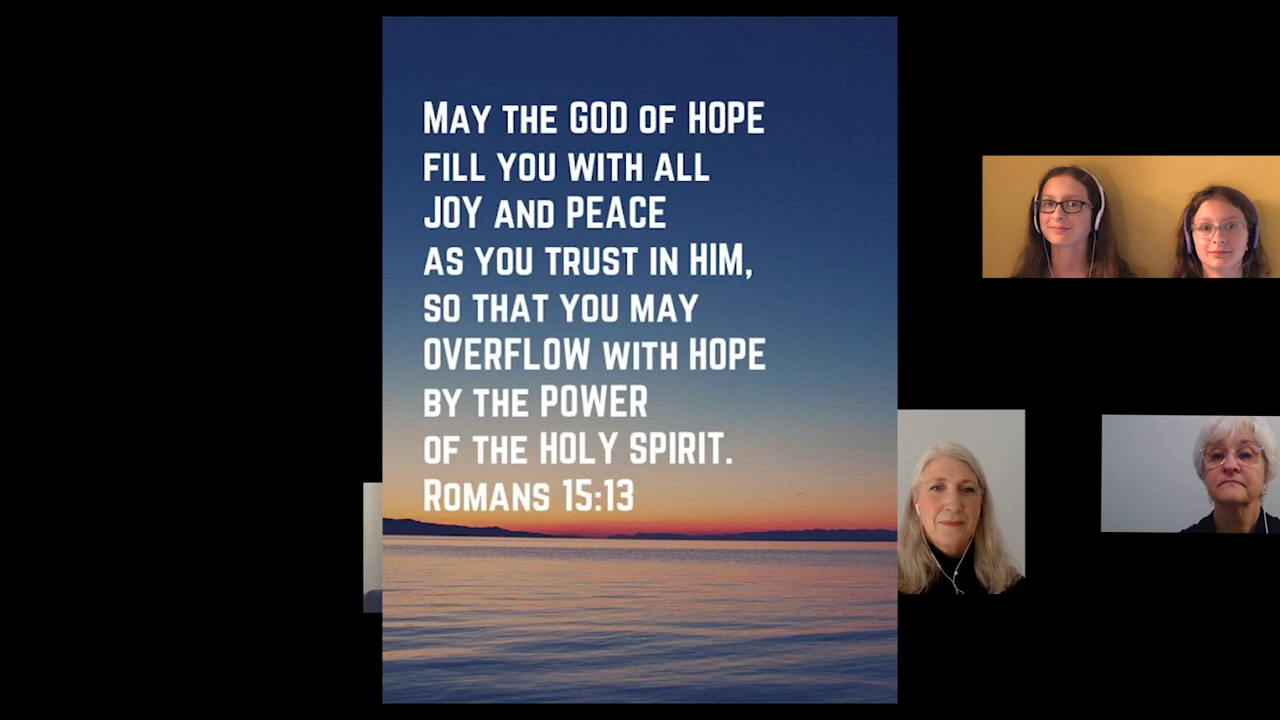 May the GOD of HOPE
fill you with all
JOY and PEACE
as you trust in HIM,
so that you may
OVERFLOW with HOPE
by the POWER
of the HOLY SPIRIT.
Romans 15:13